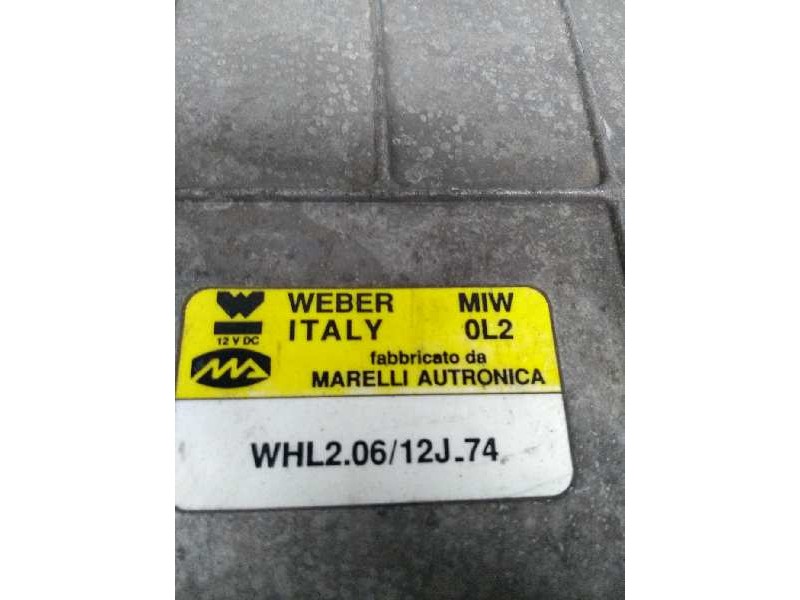 WEBER MIW
ITALY 0L2
12 V DC
fabbricato da
MARELLI AUTRONICA
WHL2.06/12J-74